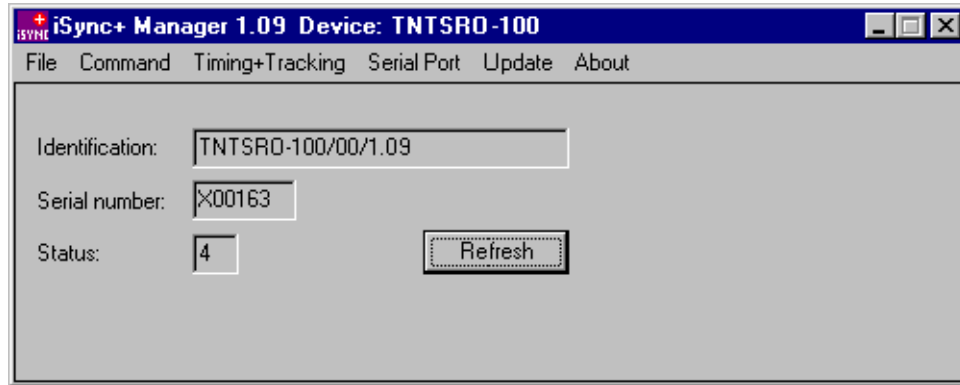 iSYNC iSync+ Manager 1.09 Device: TNTSRO-100
File Command Timing+Tracking Serial Port Update About
Identification: TNTSRO-100/00/1.09
Serial number: X00163
Status: 4 Refresh